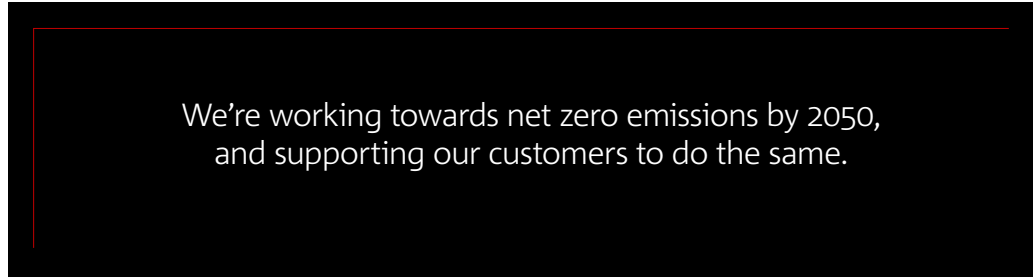 We’re working towards net zero emissions by 2050,
and supporting our customers to do the same.